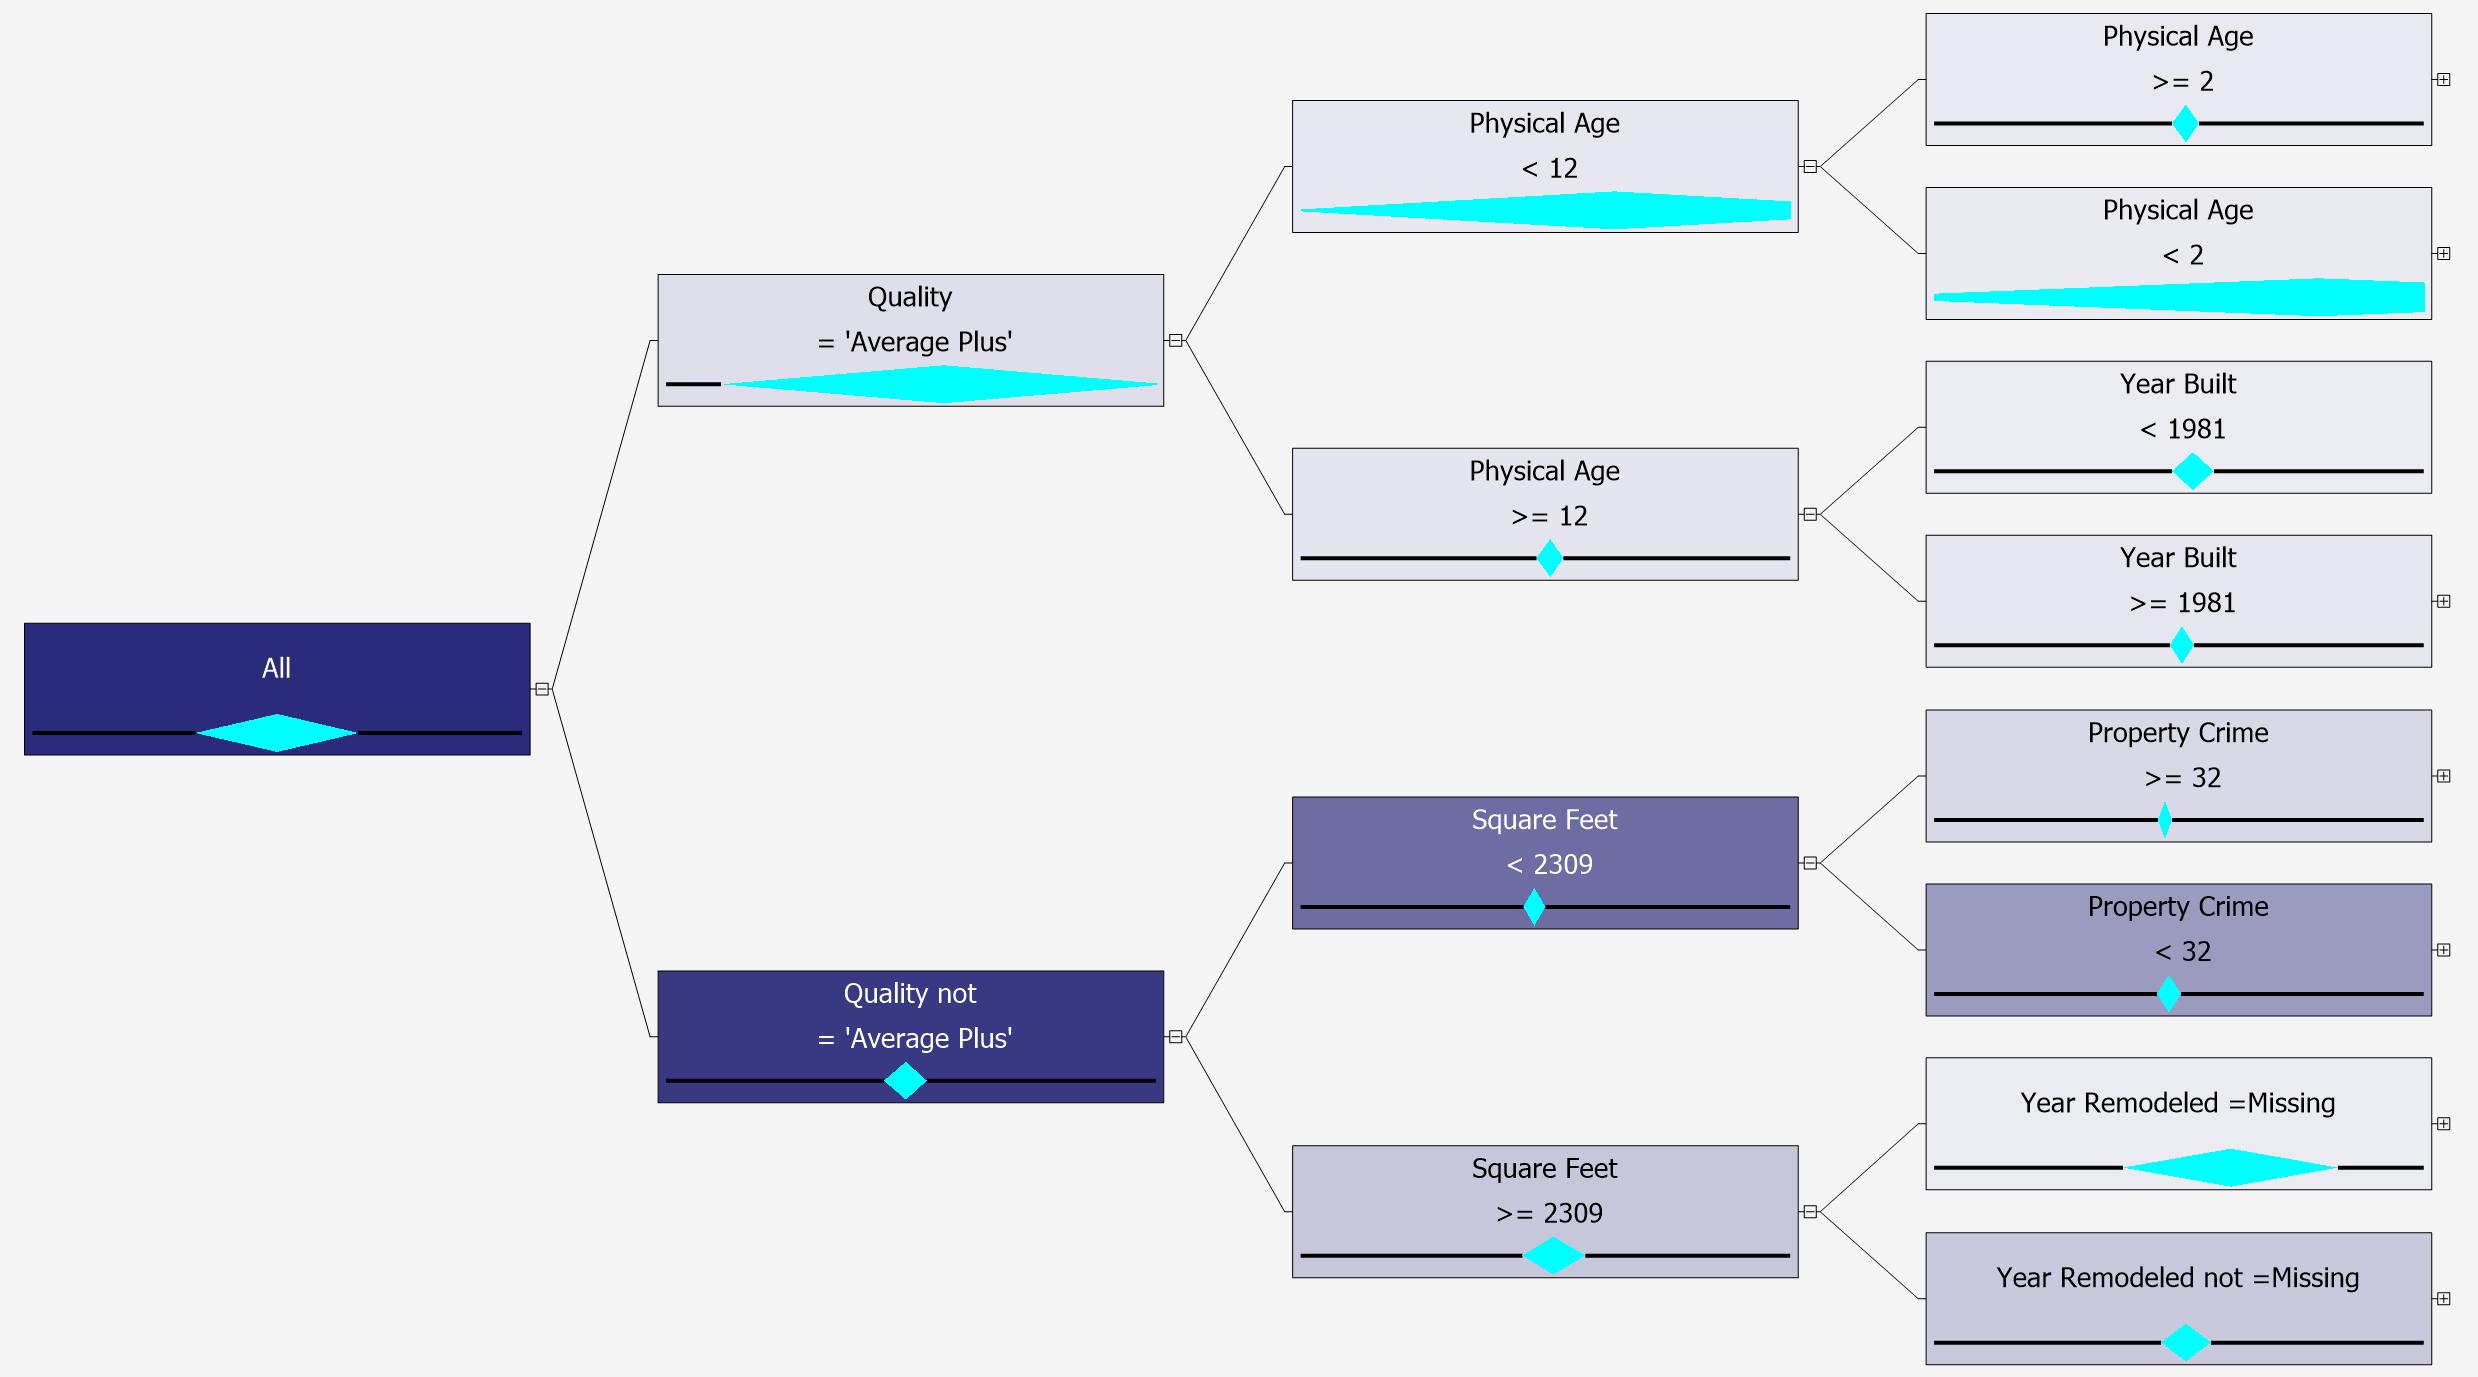 All
Quality
= 'Average Plus'
Quality not
= 'Average Plus'
Physical Age
< 12
Physical Age
>= 12
Square Feet
< 2309
Square Feet
>= 2309
Physical Age
>= 2
Physical Age
< 2
Year Built
< 1981
Year Built
>= 1981
Property Crime
>= 32
Property Crime
< 32
Year Remodeled =Missing
Year Remodeled not =Missing